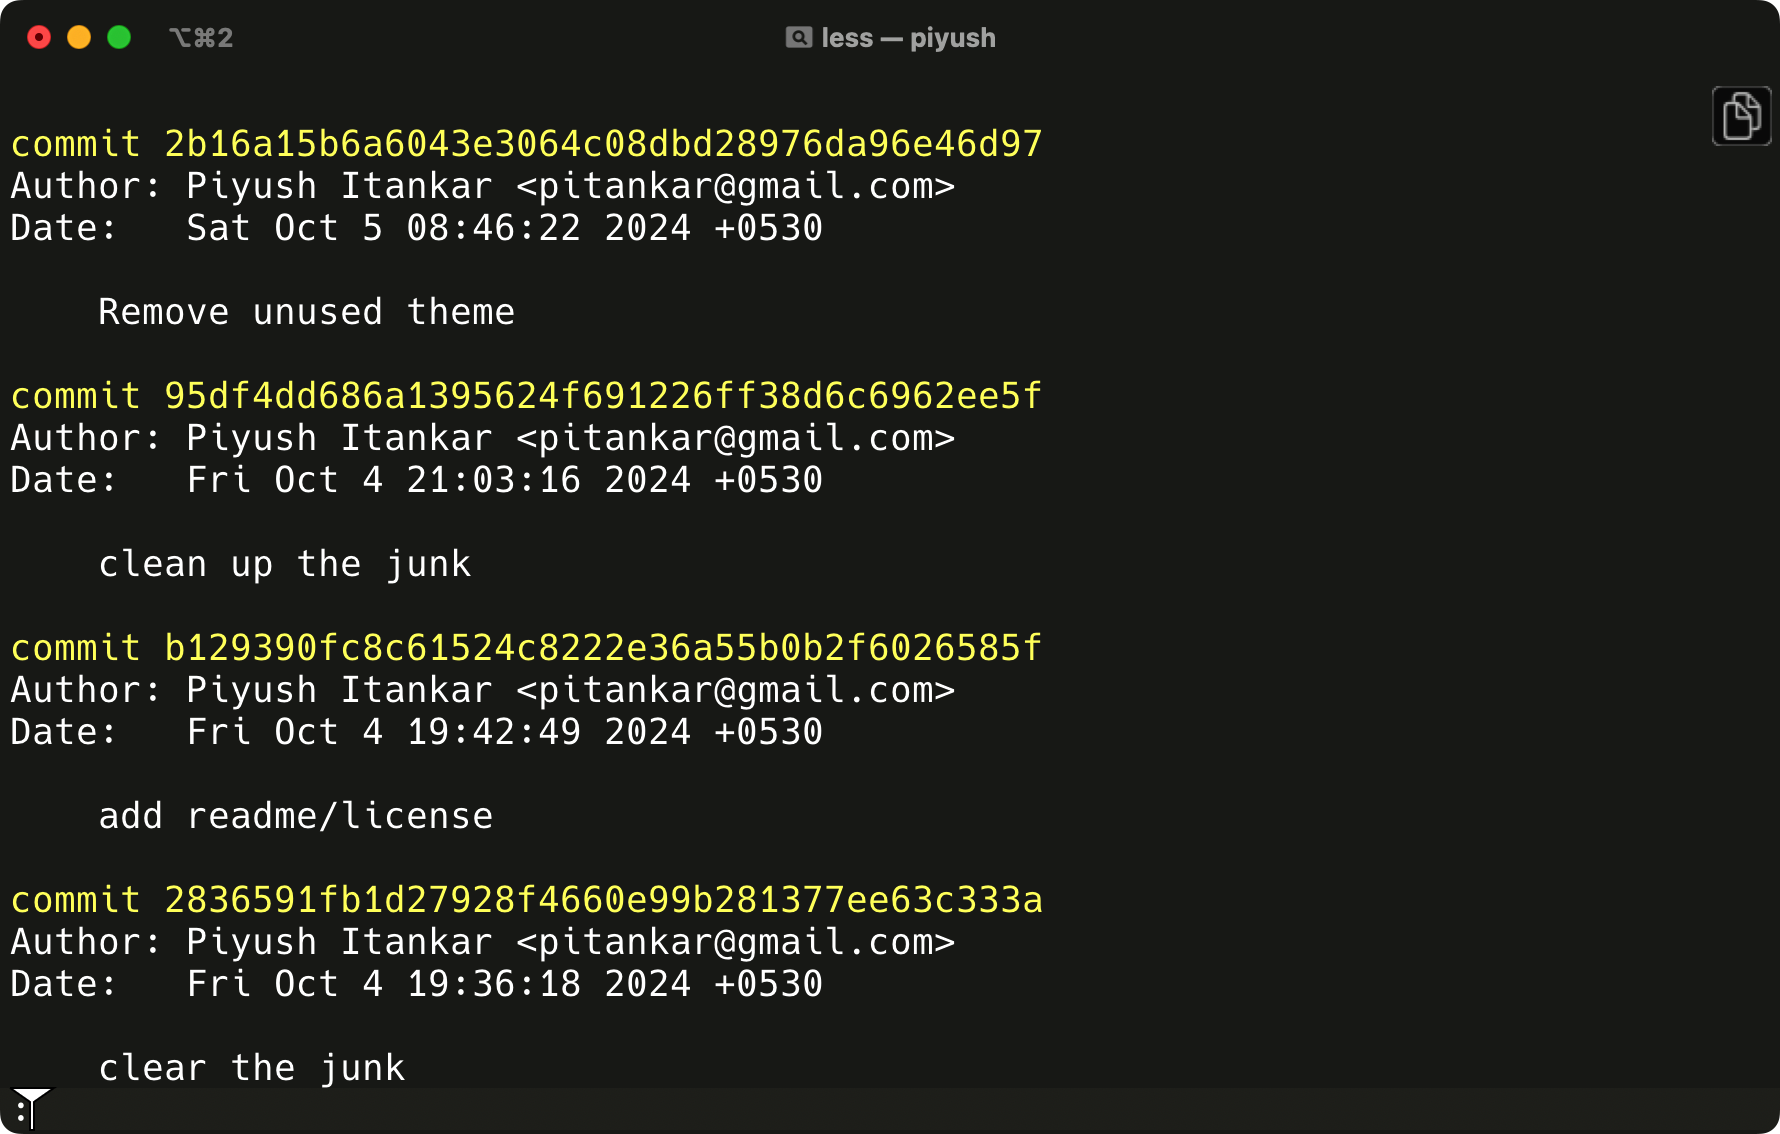 ⌥⌘2
less — piyush
commit 2b16a15b6a6043e3064c08dbd28976da96e46d97
Author: Piyush Itankar <pitankar@gmail.com>
Date:   Sat Oct 5 08:46:22 2024 +0530
Remove unused theme
commit 95df4dd686a1395624f691226ff38d6c6962ee5f
Author: Piyush Itankar <pitankar@gmail.com>
Date:   Fri Oct 4 21:03:16 2024 +0530
clean up the junk
commit b129390fc8c61524c8222e36a55b0b2f6026585f
Author: Piyush Itankar <pitankar@gmail.com>
Date:   Fri Oct 4 19:42:49 2024 +0530
add readme/license
commit 2836591fb1d27928f4660e99b281377ee63c333a
Author: Piyush Itankar <pitankar@gmail.com>
Date:   Fri Oct 4 19:36:18 2024 +0530
clear the junk
: